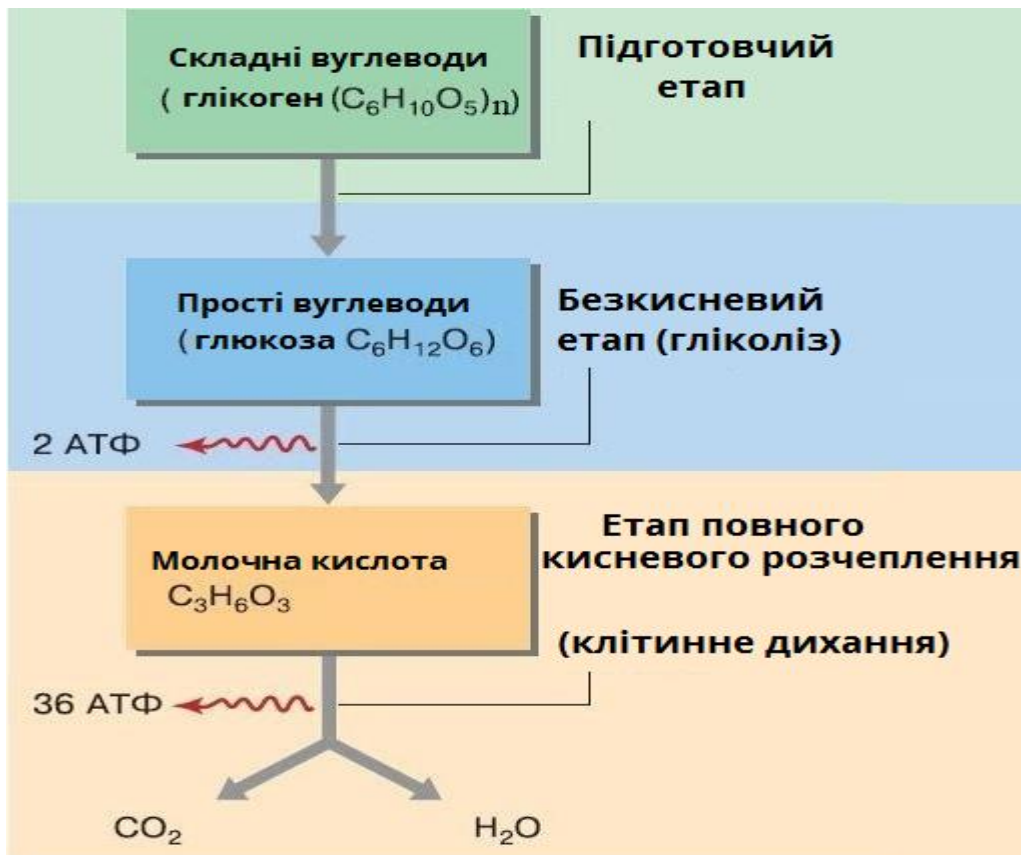 Складні вуглеводи
( глікоген (C₆H₁₀O₅)n)
Підготовчий
етап
Прості вуглеводи
(глюкоза C₆H₁₂O₆)
Безкисневий
етап (гліколіз)
2 АТФ
Молочна кислота
C₃H₆O₃
Етап повного
кисневого розчеплення
(клітинне дихання)
36 АТФ
CO₂
H₂O